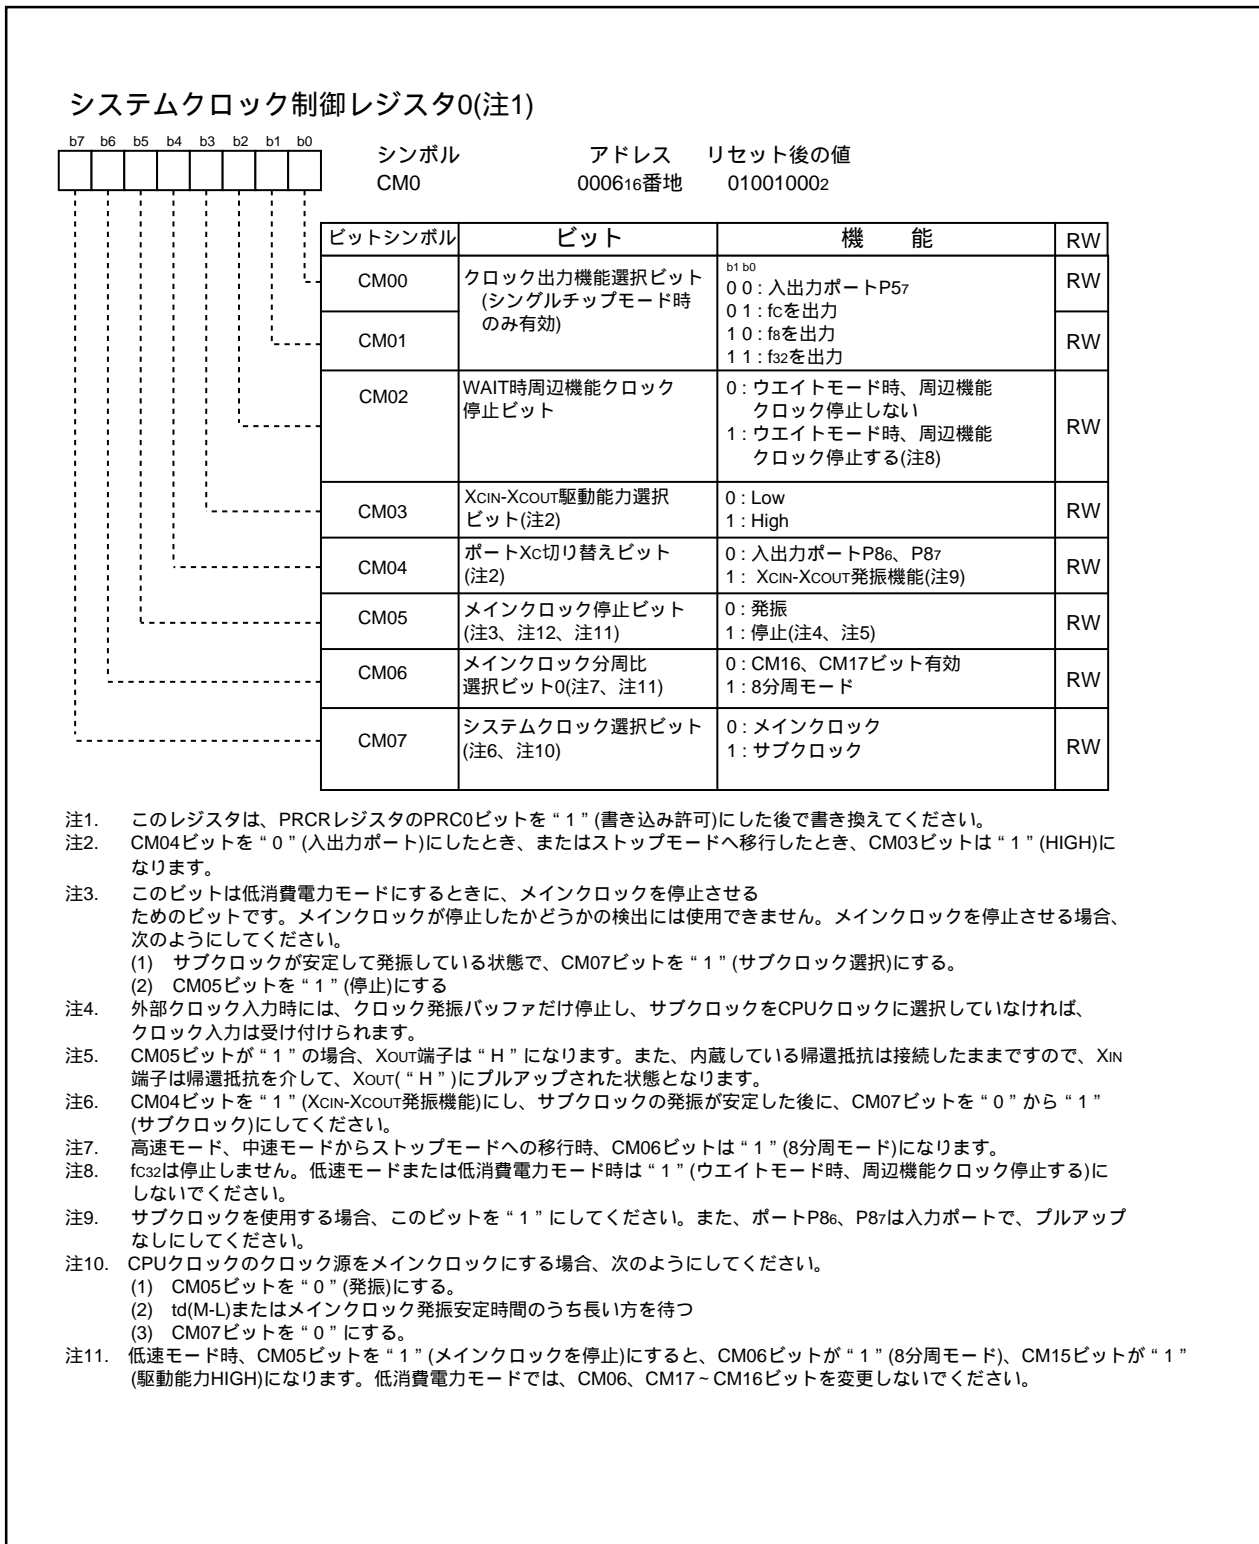 システムクロック制御レジスタ0(注1)
b7 b6 b5 b4 b3 b2 b1 b0
シンボル アドレス リセット後の値
CM0 000616番地 010010002
ビットシンボル ビット 機 能 RW
CM00 クロック出力機能選択ビット
(シングルチップモード時
のみ有効)
b1 b0
0 0 : 入出力ポートP57
0 1 : fcを出力
1 0 : f8を出力
1 1 : f32を出力
RW
CM01
RW
CM02 WAIT時周辺機能クロック
停止ビット
0 : ウエイトモード時、周辺機能
クロック停止しない
1 : ウエイトモード時、周辺機能
クロック停止する(注8)
RW
CM03 XCIN-XCOUT駆動能力選択
ビット(注2)
0 : Low
1 : High
RW
CM04 ポートXC切り替えビット
(注2)
0 : 入出力ポートP86、P87
1 : XCIN-XCOUT発振機能(注9)
RW
CM05 メインクロック停止ビット
(注3、注12、注11)
0 : 発振
1 : 停止(注4、注5)
RW
CM06 メインクロック分周比
選択ビット0(注7、注11)
0 : CM16、CM17ビット有効
1 : 8分周モード
RW
CM07 システムクロック選択ビット
(注6、注10)
0 : メインクロック
1 : サブクロック
RW
注1. このレジスタは、PRCRレジスタのPRC0ビットを“ 1 ” (書き込み許可)にした後で書き換えてください。
注2. CM04ビットを“ 0 ” (入出力ポート)にしたとき、またはストップモードへ移行したとき、CM03ビットは“ 1 ” (HIGH)に
なります。
注3. このビットは低消費電力モードにするときに、メインクロックを停止させる
ためのビットです。メインクロックが停止したかどうかの検出には使用できません。メインクロックを停止させる場合、
次のようにしてください。
(1) サブクロックが安定して発振している状態で、CM07ビットを“ 1 ” (サブクロック選択)にする。
(2) CM05ビットを“ 1 ” (停止)にする
注4. 外部クロック入力時には、クロック発振バッファだけ停止し、サブクロックをCPUクロックに選択していなければ、
クロック入力は受け付けられます。
注5. CM05ビットが“ 1 ” の場合、XOUT端子は“ H ” になります。また、内蔵している帰還抵抗は接続したままですので、XIN
端子は帰還抵抗を介して、XOUT( “ H ” )にプルアップされた状態となります。
注6. CM04ビットを“ 1 ” (XCIN-XCOUT発振機能)にし、サブクロックの発振が安定した後に、CM07ビットを“ 0 ” から“ 1 ”
(サブクロック)にしてください。
注7. 高速モード、中速モードからストップモードへの移行時、CM06ビットは“ 1 ” (8分周モード)になります。
注8. fC32は停止しません。低速モードまたは低消費電力モード時は“ 1 ” (ウエイトモード時、周辺機能クロック停止する)に
しないでください。
注9. サブクロックを使用する場合、このビットを“ 1 ” にしてください。また、ポートP86、P87は入力ポートで、プルアップ
なしにしてください。
注10. CPUクロックのクロック源をメインクロックにする場合、次のようにしてください。
(1) CM05ビットを“ 0 ” (発振)にする。
(2) td(M-L)またはメインクロック発振安定時間のうち長い方を待つ
(3) CM07ビットを“ 0 ” にする。
注11. 低速モード時、CM05ビットを“ 1 ” (メインクロックを停止)にすると、CM06ビットが“ 1 ” (8分周モード)、CM15ビットが“ 1 ”
(駆動能力HIGH)になります。低消費電力モードでは、CM06、CM17 ~ CM16ビットを変更しないでください。